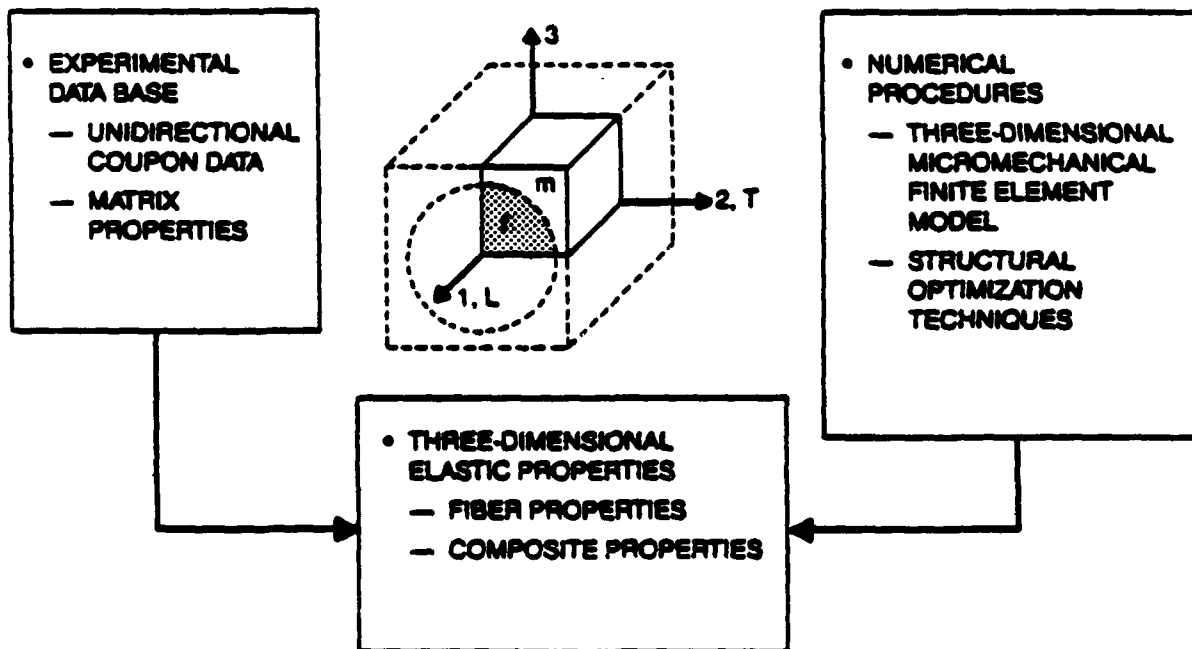 • EXPERIMENTAL
DATA BASE
— UNIDIRECTIONAL
COUPON DATA
— MATRIX
PROPERTIES
3
m
f
2, T
1, L
• NUMERICAL
PROCEDURES
— THREE-DIMENSIONAL
MICROMECHANICAL
FINITE ELEMENT
MODEL
— STRUCTURAL
OPTIMIZATION
TECHNIQUES
• THREE-DIMENSIONAL
ELASTIC PROPERTIES
— FIBER PROPERTIES
— COMPOSITE PROPERTIES